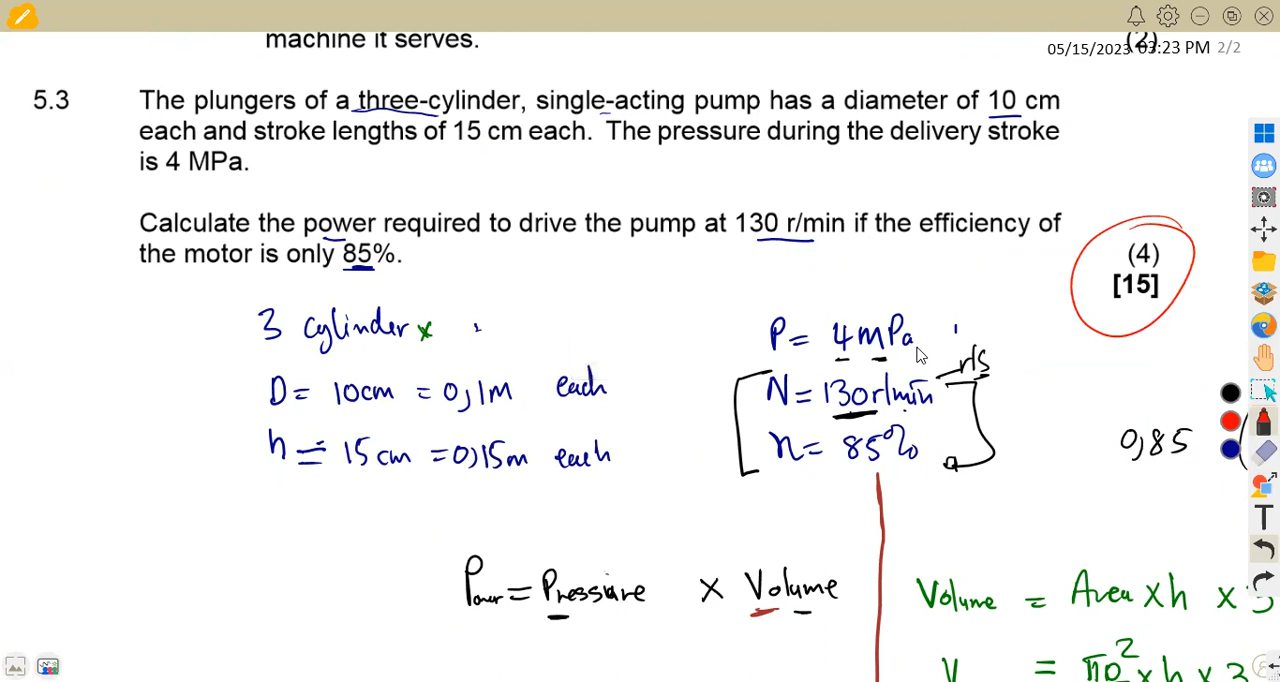 machine it serves.
(2)
05/15/2023 03:23 PM 2/2
5.3 The plungers of a three-cylinder, single-acting pump has a diameter of 10 cm
each and stroke lengths of 15 cm each. The pressure during the delivery stroke
is 4 MPa.
Calculate the power required to drive the pump at 130 r/min if the efficiency of
the motor is only 85%.
(4)
[15]
3 cylinder x
P = 4mPa
r/s
D = 10cm = 0,1m each
N = 130r/min
h = 15cm = 0,15m each
η = 85%
0,85
Power = Pressure x Volume
Volume = Area x h x 3
V = πD² x h x 3
T